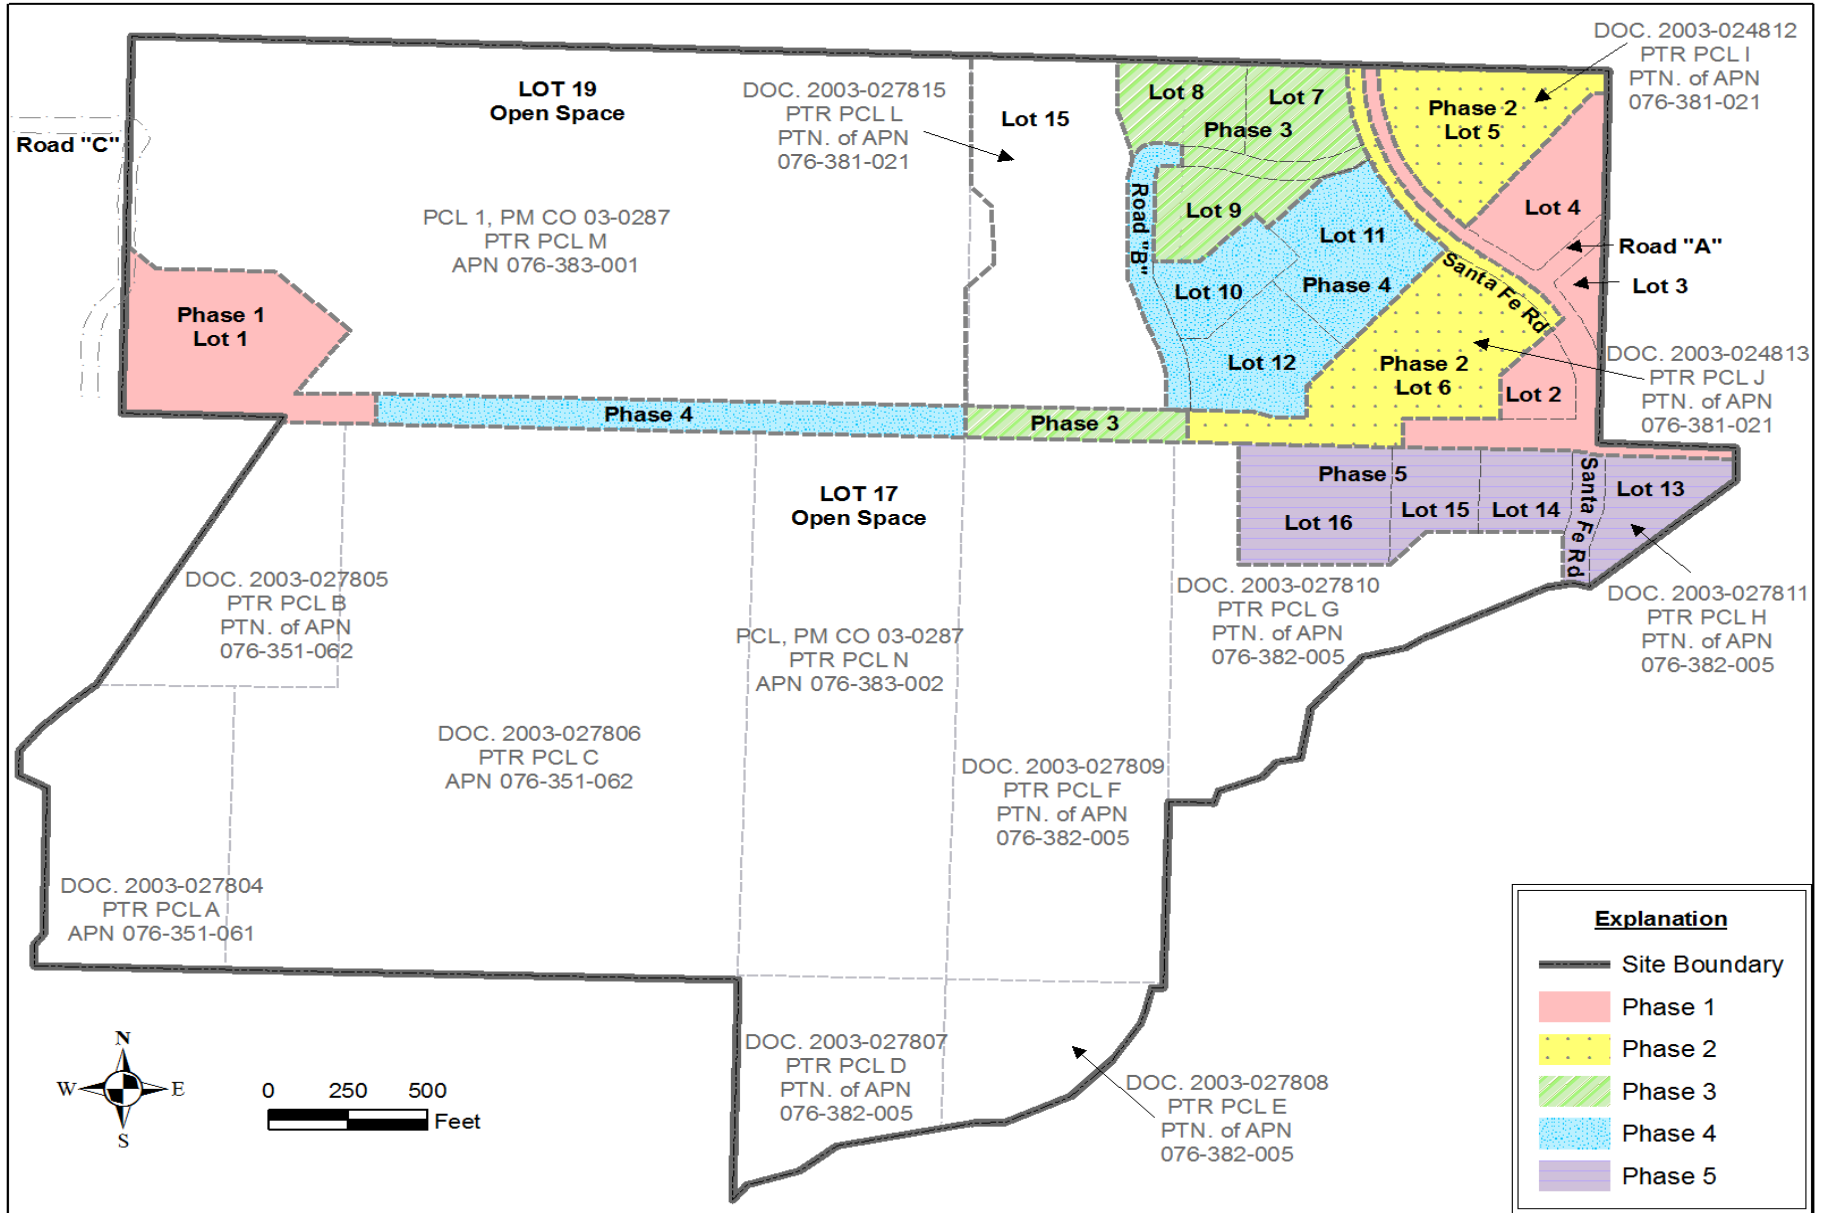 DOC. 2003-024812
PTR PCL I
PTN. of APN
076-381-021
LOT 19
Open Space
DOC. 2003-027815
PTR PCL L
PTN. of APN
076-381-021
Lot 15
Lot 8
Lot 7
Phase 3
Phase 2
Lot 5
Road "C"
PCL 1, PM CO 03-0287
PTR PCL M
APN 076-383-001
Road "B"
Lot 9
Lot 11
Lot 4
Road "A"
Lot 3
Santa Fe Rd
Lot 10
Phase 4
Phase 1
Lot 1
Lot 12
Phase 2
Lot 6
Lot 2
DOC. 2003-024813
PTR PCL J
PTN. of APN
076-381-021
Phase 4
Phase 3
LOT 17
Open Space
Phase 5
Lot 16
Lot 15
Lot 14
Santa Fe Rd
Lot 13
DOC. 2003-027805
PTR PCL B
PTN. of APN
076-351-062
DOC. 2003-027810
PTR PCL G
PTN. of APN
076-382-005
DOC. 2003-027811
PTR PCL H
PTN. of APN
076-382-005
PCL, PM CO 03-0287
PTR PCL N
APN 076-383-002
DOC. 2003-027806
PTR PCL C
APN 076-351-062
DOC. 2003-027809
PTR PCL F
PTN. of APN
076-382-005
DOC. 2003-027804
PTR PCL A
APN 076-351-061
DOC. 2003-027807
PTR PCL D
PTN. of APN
076-382-005
DOC. 2003-027808
PTR PCL E
PTN. of APN
076-382-005
N
W E
S
0 250 500
Feet
Explanation
Site Boundary
Phase 1
Phase 2
Phase 3
Phase 4
Phase 5